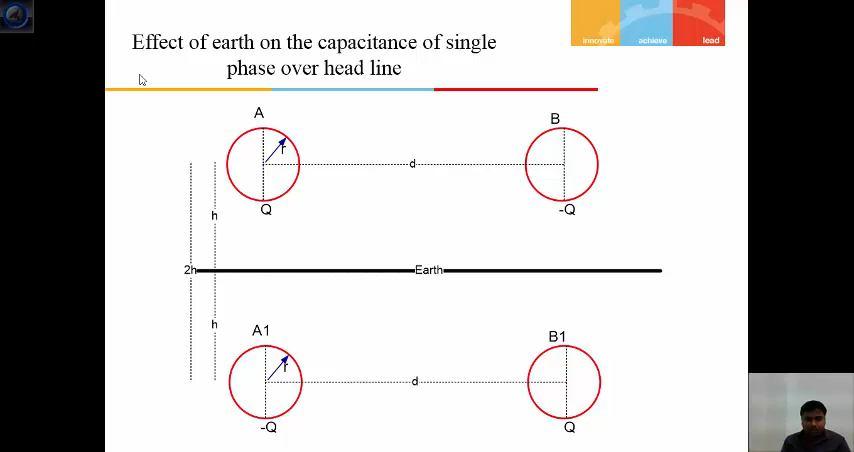 innovate achieve lead
Effect of earth on the capacitance of single
phase over head line
A
B
r
d
Q
-Q
h
2h
Earth
h
A1
B1
r
d
-Q
Q